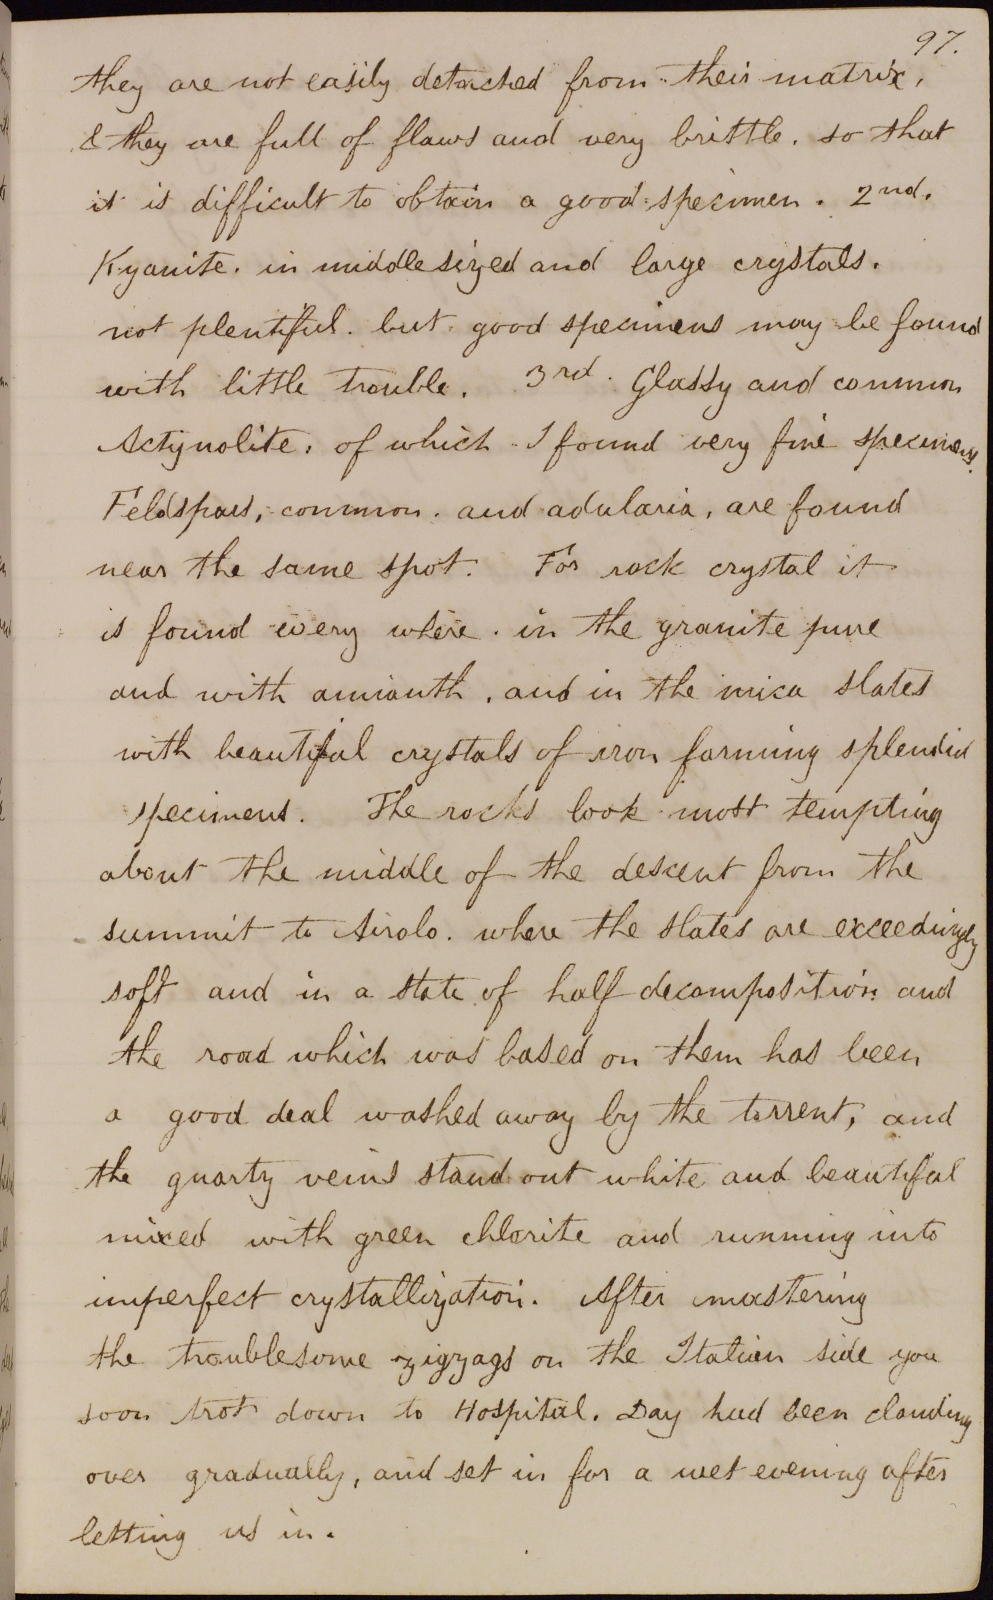 97.
they are not easily detached from their matrix,
& they are full of flaws and very brittle. so that
it is difficult to obtain a good specimen. 2nd.
Kyanite. in middle sized and large crystals.
not plentiful. but good specimens may be found
with little trouble. 3rd. Glassy and common
Actynolite, of which I found very fine specimens.
Feldspars, common. and adularia, are found
near the same spot. For rock crystal it
is found every where. in the granite pure
and with amianth, and in the mica slates
with beautiful crystals of iron forming splendid
specimens. The rocks look most tempting
about the middle of the descent from the
summit to Airolo. where the slates are exceedingly
soft and in a state of half decomposition and
the road which was based on them has been
a good deal washed away by the torrent, and
the quartz veins stand out white and beautiful
mixed with green chlorite and running into
imperfect crystallization. After mastering
the troublesome zigzags on the Italian side you
soon trot down to Hospital. Day had been clouding
over gradually, and set in for a wet evening after
letting us in.